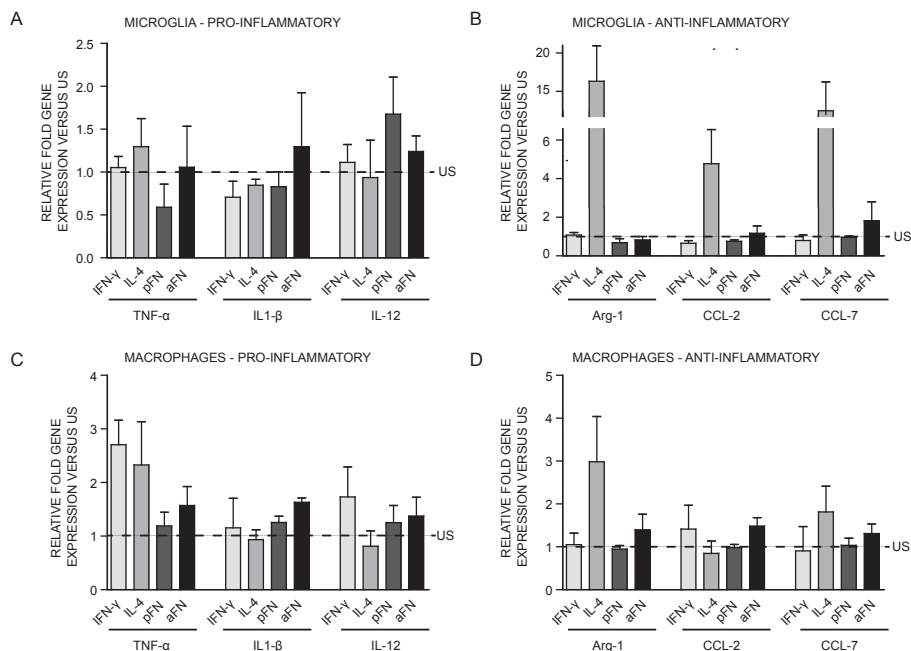 A
MICROGLIA - PRO-INFLAMMATORY
RELATIVE FOLD GENE
EXPRESSION VERSUS US
2.5
2.0
1.5
1.0
0.5
0.0
US
IFN-γ IL-4 pFN aFN IFN-γ IL-4 pFN aFN IFN-γ IL-4 pFN aFN
TNF-α IL1-β IL-12
B
MICROGLIA - ANTI-INFLAMMATORY
RELATIVE FOLD GENE
EXPRESSION VERSUS US
20
15
6
4
2
0
US
IFN-γ IL-4 pFN aFN IFN-γ IL-4 pFN aFN IFN-γ IL-4 pFN aFN
Arg-1 CCL-2 CCL-7
C
MACROPHAGES - PRO-INFLAMMATORY
RELATIVE FOLD GENE
EXPRESSION VERSUS US
4
3
2
1
0
US
IFN-γ IL-4 pFN aFN IFN-γ IL-4 pFN aFN IFN-γ IL-4 pFN aFN
TNF-α IL1-β IL-12
D
MACROPHAGES - ANTI-INFLAMMATORY
RELATIVE FOLD GENE
EXPRESSION VERSUS US
5
4
3
2
1
0
US
IFN-γ IL-4 pFN aFN IFN-γ IL-4 pFN aFN IFN-γ IL-4 pFN aFN
Arg-1 CCL-2 CCL-7